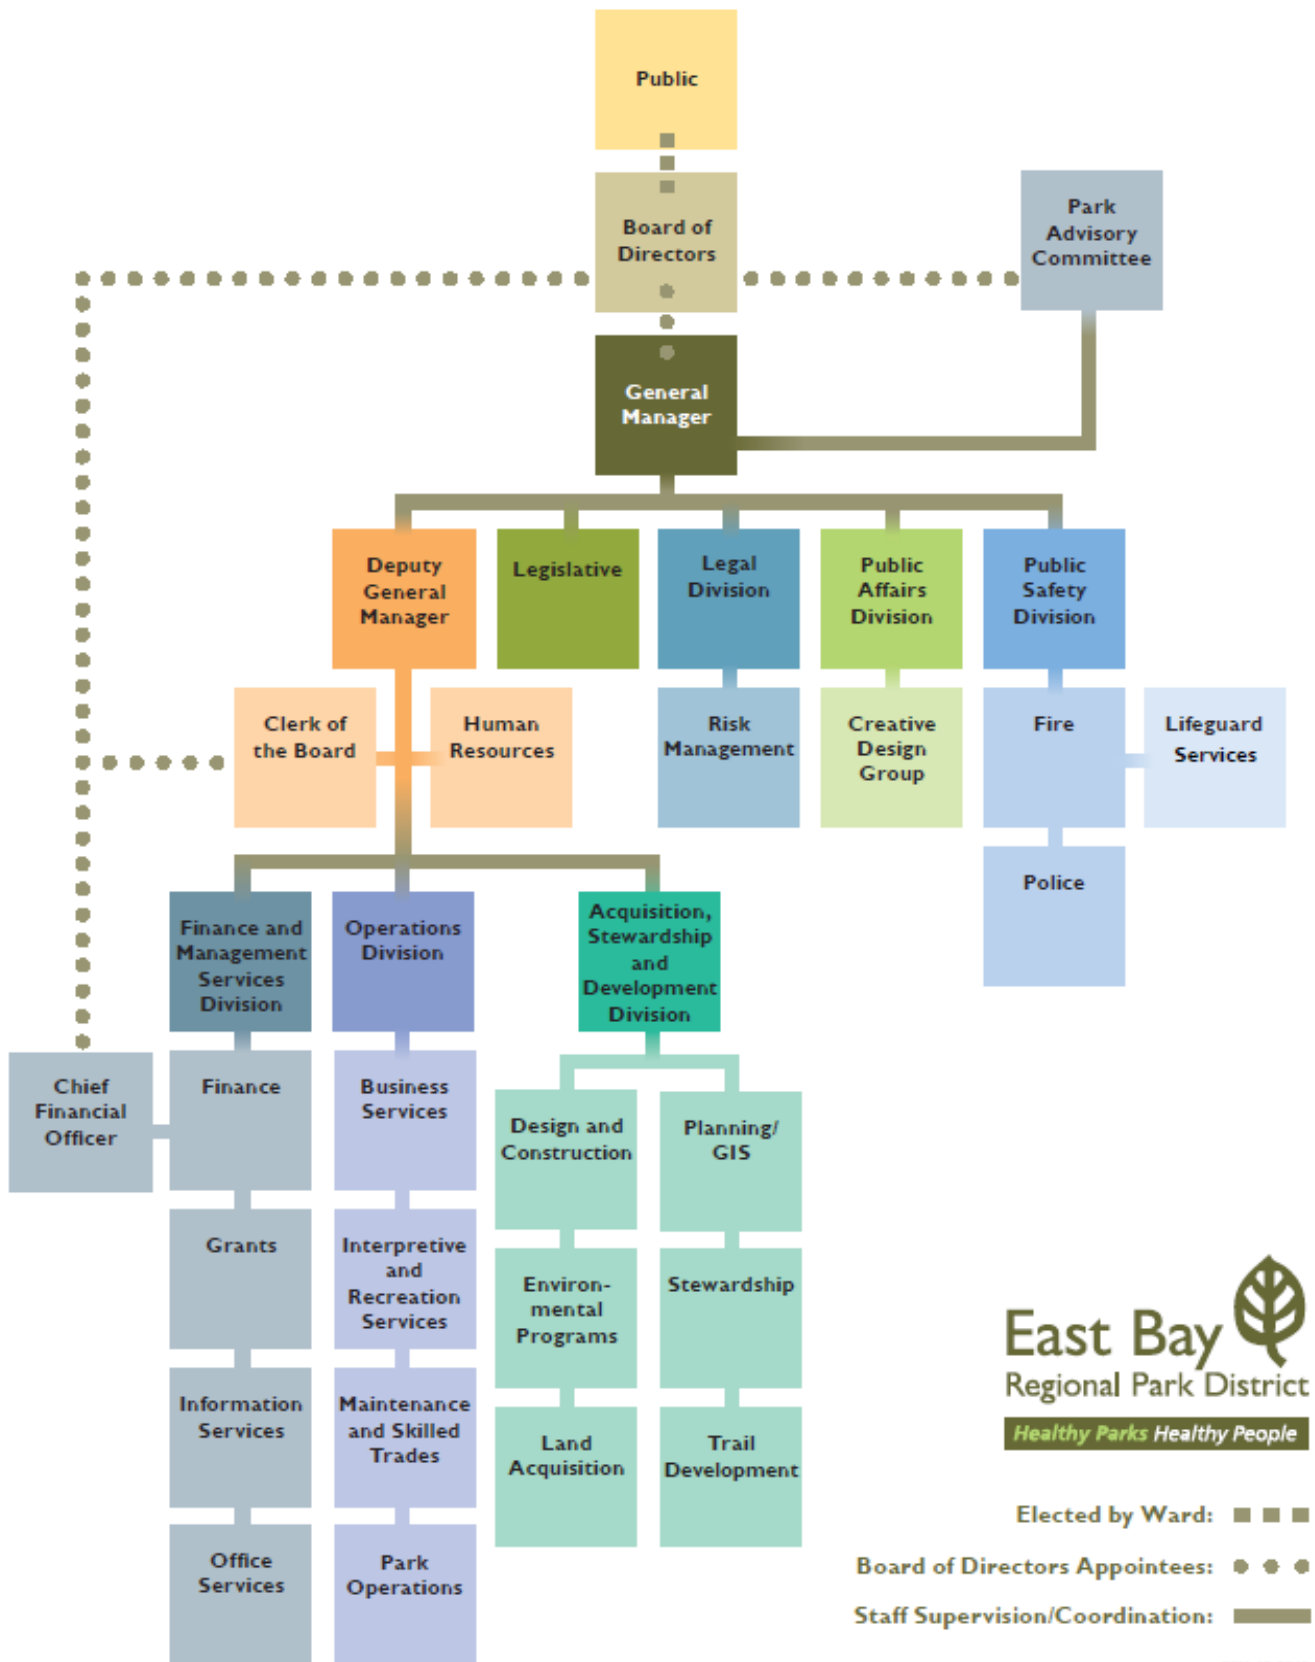 Public
Board of
Directors
Park
Advisory
Committee
General
Manager
Deputy
General
Manager
Legislative
Legal
Division
Public
Affairs
Division
Public
Safety
Division
Clerk of
the Board
Human
Resources
Risk
Management
Creative
Design
Group
Fire
Lifeguard
Services
Police
Finance and
Management
Services
Division
Operations
Division
Acquisition,
Stewardship
and
Development
Division
Chief
Financial
Officer
Finance
Business
Services
Design and
Construction
Planning/
GIS
Grants
Interpretive
and
Recreation
Services
Environ-
mental
Programs
Stewardship
Information
Services
Maintenance
and Skilled
Trades
Land
Acquisition
Trail
Development
Office
Services
Park
Operations
East Bay
Regional Park District
Healthy Parks Healthy People
Elected by Ward:
Board of Directors Appointees:
Staff Supervision/Coordination: